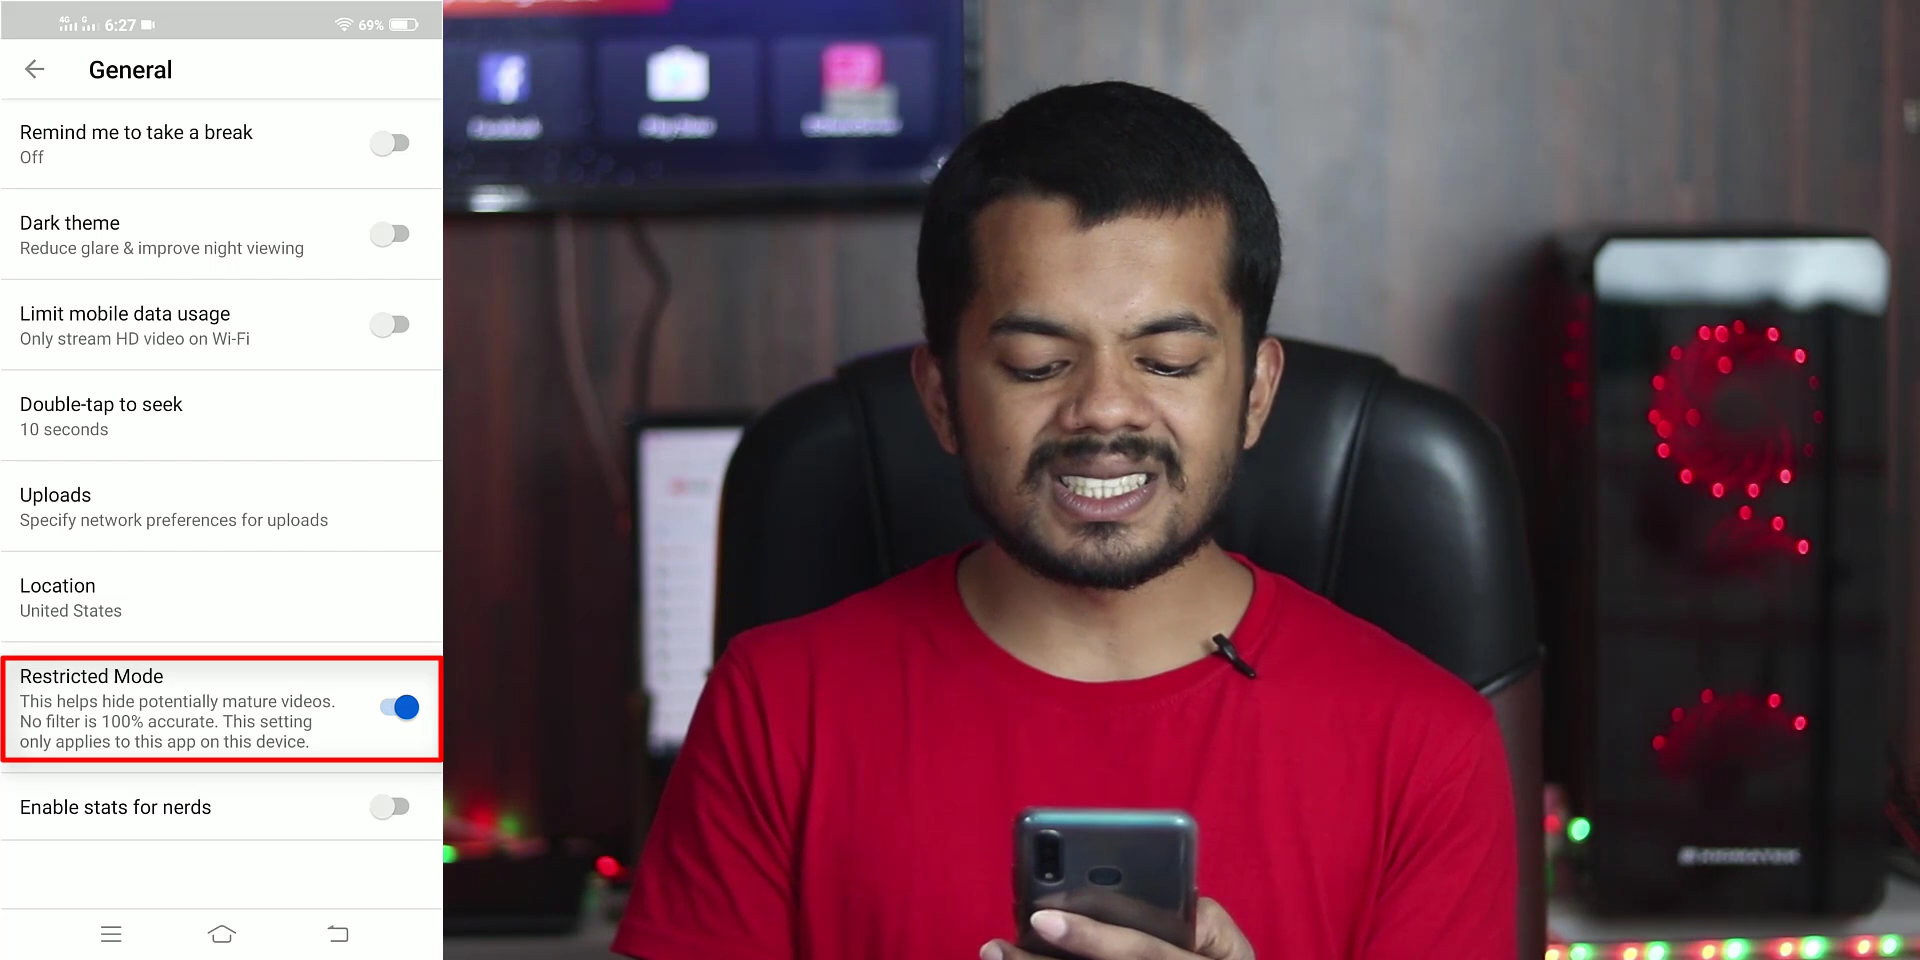 4G G 6:27 69%
General
Remind me to take a break
Off
Dark theme
Reduce glare & improve night viewing
Limit mobile data usage
Only stream HD video on Wi-Fi
Double-tap to seek
10 seconds
Uploads
Specify network preferences for uploads
Location
United States
Restricted Mode
This helps hide potentially mature videos.
No filter is 100% accurate. This setting
only applies to this app on this device.
Enable stats for nerds